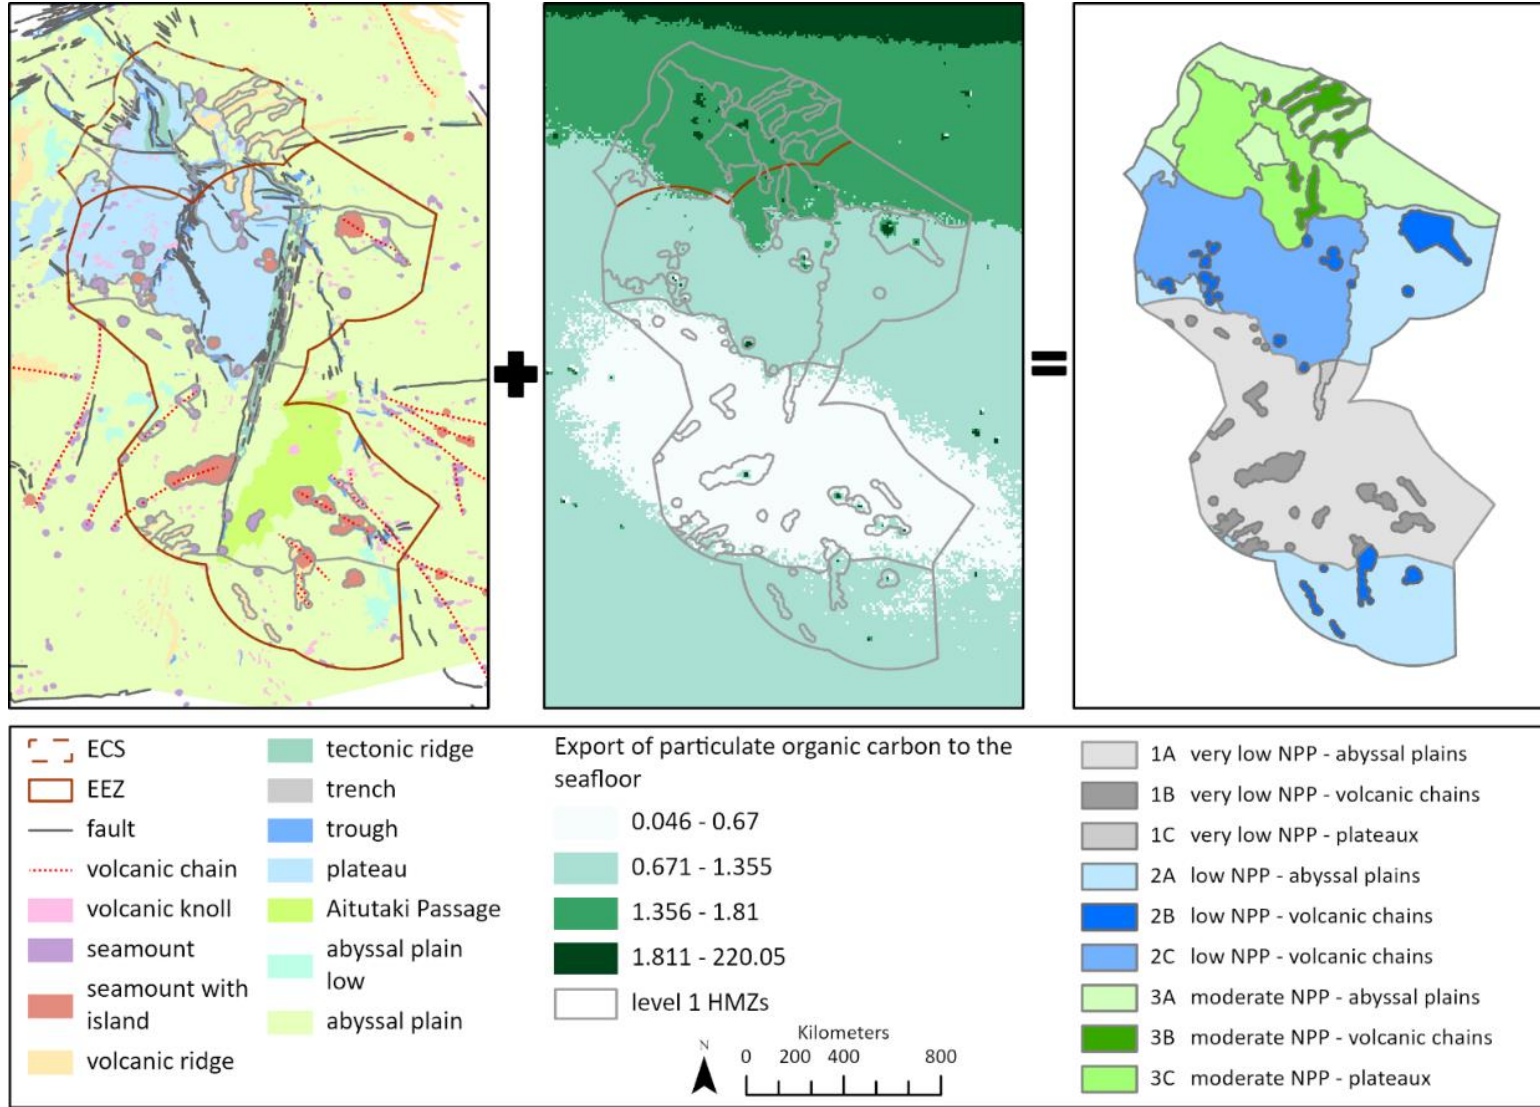 ECS
EEZ
fault
volcanic chain
volcanic knoll
seamount
seamount with
island
volcanic ridge
tectonic ridge
trench
trough
plateau
Aitutaki Passage
abyssal plain
low
abyssal plain
Export of particulate organic carbon to the
seafloor
0.046 - 0.67
0.671 - 1.355
1.356 - 1.81
1.811 - 220.05
level 1 HMZs
N
Kilometers
0 200 400 800
1A very low NPP - abyssal plains
1B very low NPP - volcanic chains
1C very low NPP - plateaux
2A low NPP - abyssal plains
2B low NPP - volcanic chains
2C low NPP - volcanic chains
3A moderate NPP - abyssal plains
3B moderate NPP - volcanic chains
3C moderate NPP - plateaux